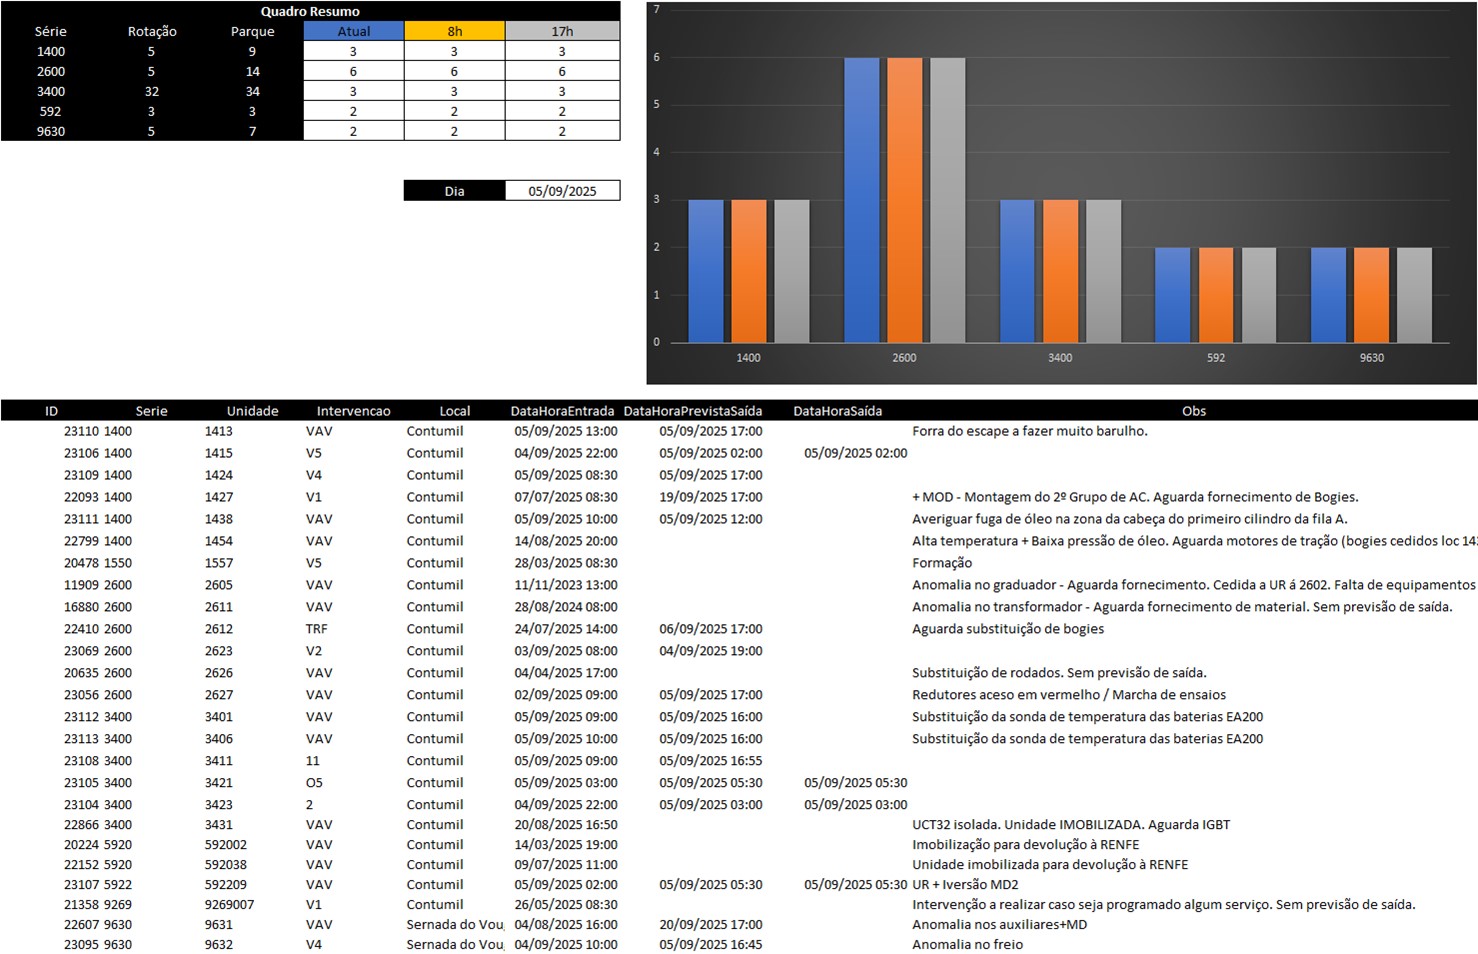 Quadro Resumo
Série Rotação Parque Atual 8h 17h
1400 5 9 3 3 3
2600 5 14 6 6 6
3400 32 34 3 3 3
592 3 3 2 2 2
9630 5 7 2 2 2
Dia 05/09/2025
7
6
5
4
3
2
1
0
1400 2600 3400 592 9630
ID Serie Unidade Intervencao Local DataHoraEntrada DataHoraPrevistaSaída DataHoraSaída Obs
23110 1400 1413 VAV Contumil 05/09/2025 13:00 05/09/2025 17:00 Forra do escape a fazer muito barulho.
23106 1400 1415 V5 Contumil 04/09/2025 22:00 05/09/2025 02:00 05/09/2025 02:00
23109 1400 1424 V4 Contumil 05/09/2025 08:30 05/09/2025 17:00
22093 1400 1427 V1 Contumil 07/07/2025 08:30 19/09/2025 17:00 + MOD - Montagem do 2º Grupo de AC. Aguarda fornecimento de Bogies.
23111 1400 1438 VAV Contumil 05/09/2025 10:00 05/09/2025 12:00 Averiguar fuga de óleo na zona da cabeça do primeiro cilindro da fila A.
22799 1400 1454 VAV Contumil 14/08/2025 20:00 Alta temperatura + Baixa pressão de óleo. Aguarda motores de tração (bogies cedidos loc
20478 1550 1557 V5 Contumil 28/03/2025 08:30 Formação
11909 2600 2605 VAV Contumil 11/11/2023 13:00 Anomalia no graduador - Aguarda fornecimento. Cedida a UR á 2602. Falta de equipamentos
16880 2600 2611 VAV Contumil 28/08/2024 08:00 Anomalia no transformador - Aguarda fornecimento de material. Sem previsão de saída.
22410 2600 2612 TRF Contumil 24/07/2025 14:00 06/09/2025 17:00 Aguarda substituição de bogies
23069 2600 2623 V2 Contumil 03/09/2025 08:00 04/09/2025 19:00
20635 2600 2626 VAV Contumil 04/04/2025 17:00 Substituição de rodados. Sem previsão de saída.
23056 2600 2627 VAV Contumil 02/09/2025 09:00 05/09/2025 17:00 Redutores aceso em vermelho / Marcha de ensaios
23112 3400 3401 VAV Contumil 05/09/2025 09:00 05/09/2025 16:00 Substituição da sonda de temperatura das baterias EA200
23113 3400 3406 VAV Contumil 05/09/2025 10:00 05/09/2025 16:00 Substituição da sonda de temperatura das baterias EA200
23108 3400 3411 11 Contumil 05/09/2025 09:00 05/09/2025 16:55
23105 3400 3421 O5 Contumil 05/09/2025 03:00 05/09/2025 05:30 05/09/2025 05:30
23104 3400 3423 2 Contumil 04/09/2025 22:00 05/09/2025 03:00 05/09/2025 03:00
22866 3400 3431 VAV Contumil 20/08/2025 16:50 UCT32 isolada. Unidade IMOBILIZADA. Aguarda IGBT
20224 5920 592002 VAV Contumil 14/03/2025 19:00 Imobilização para devolução à RENFE
22152 5920 592038 VAV Contumil 09/07/2025 11:00 Unidade imobilizada para devolução à RENFE
23107 5922 592209 VAV Contumil 05/09/2025 02:00 05/09/2025 05:30 05/09/2025 05:30 UR + Iversão MD2
21358 9269 9269007 V1 Contumil 26/05/2025 08:30 Intervenção a realizar caso seja programado algum serviço. Sem previsão de saída.
22607 9630 9631 VAV Sernada do Vou 04/08/2025 16:00 20/09/2025 17:00 Anomalia nos auxiliares+MD
23095 9630 9632 V4 Sernada do Vou 04/09/2025 10:00 05/09/2025 16:45 Anomalia no freio